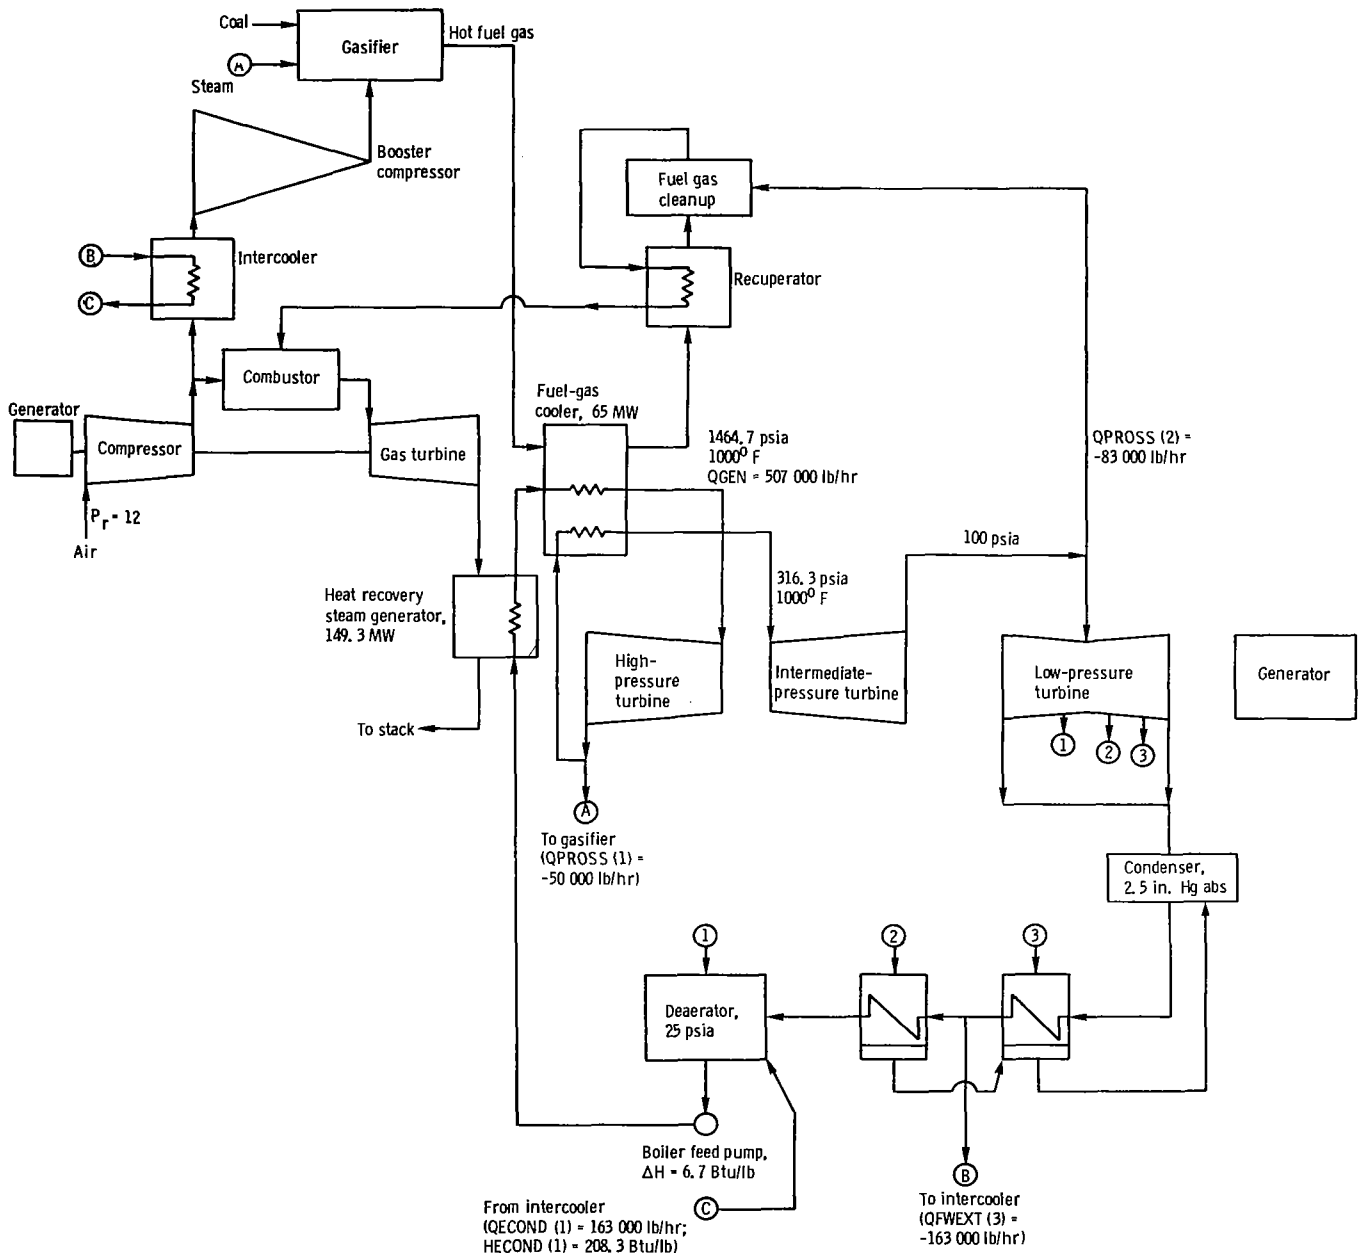 Coal
Hot fuel gas
Gasifier
A
Steam
Booster
compressor
Fuel gas
cleanup
B
Intercooler
Recuperator
C
Combustor
Fuel-gas
cooler, 65 MW
Generator
Compressor
Gas turbine
1464.7 psia
1000⁰ F
QGEN = 507 000 lb/hr
QPROSS (2) =
-83 000 lb/hr
Pr = 12
Air
100 psia
Heat recovery
steam generator,
149.3 MW
316.3 psia
1000⁰ F
High-
pressure
turbine
Intermediate-
pressure turbine
Low-pressure
turbine
Generator
To stack
1
2
3
A
To gasifier
(QPROSS (1) =
-50 000 lb/hr)
Condenser,
2.5 in. Hg abs
1
2
3
Deaerator,
25 psia
Boiler feed pump,
ΔH = 6.7 Btu/lb
B
To intercooler
(QFWEXT (3) =
-163 000 lb/hr)
From intercooler
(QECOND (1) = 163 000 lb/hr;
HECOND (1) = 208.3 Btu/lb)
C